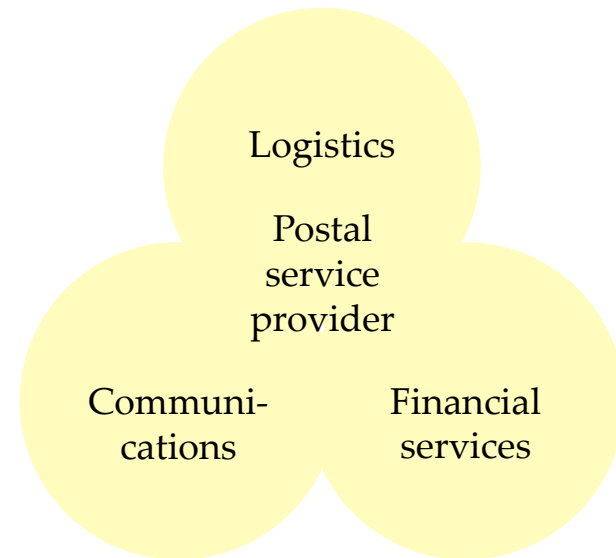 Logistics
Postal
service
provider
Communi-
cations
Financial
services